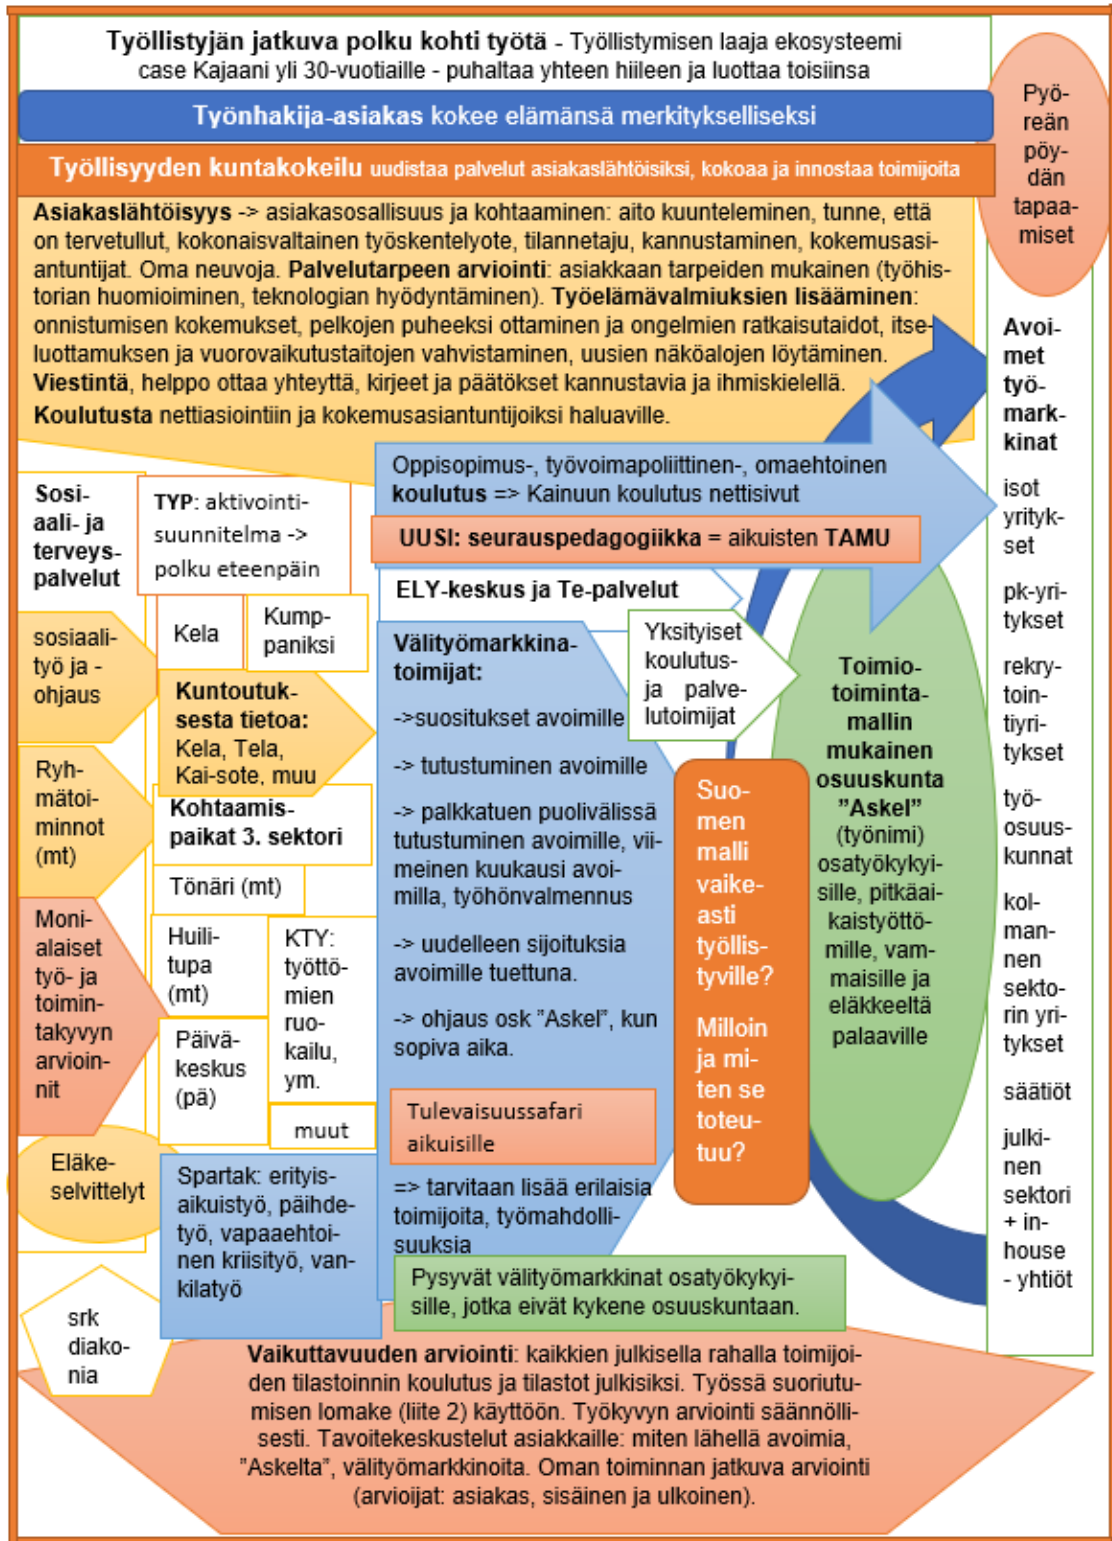 Työllistyjän jatkuva polku kohti työtä - Työllistymisen laaja ekosysteemi
case Kajaani yli 30-vuotiaille - puhaltaa yhteen hiileen ja luottaa toisiinsa
Työnhakija-asiakas kokee elämänsä merkitykselliseksi
Työllisyyden kuntakokeilu uudistaa palvelut asiakaslähtöisiksi, kokoaa ja innostaa toimijoita
Pyö-
reän
pöy-
dän
tapaa-
miset
Asiakaslähtöisyys -> asiakasosallisuus ja kohtaaminen: aito kuunteleminen, tunne, että
on tervetullut, kokonaisvaltainen työskentelyote, tilannetaju, kannustaminen, kokemusasi-
antuntijat. Oma neuvoja. Palvelutarpeen arviointi: asiakkaan tarpeiden mukainen (työhis-
torian huomioiminen, teknologian hyödyntäminen). Työelämävalmiuksien lisääminen:
onnistumisen kokemukset, pelkojen puheeksi ottaminen ja ongelmien ratkaisutaidot, itse-
luottamuksen ja vuorovaikutustaitojen vahvistaminen, uusien näköalojen löytäminen.
Viestintä, helppo ottaa yhteyttä, kirjeet ja päätökset kannustavia ja ihmiskielellä.
Koulutusta nettiasiointiin ja kokemusasiantuntijoiksi haluaville.
Oppisopimus-, työvoimapoliittinen-, omaehtoinen
koulutus => Kainuun koulutus nettisivut
UUSI: seurauspedagogiikka = aikuisten TAMU
Sosi-
aali- ja
terveys-
palvelut
sosiaali-
työ ja -
ohjaus
Ryh-
mätoi-
minnot
(mt)
Moni-
alaiset
työ- ja
toimin-
takyvyn
arvioin-
nit
Eläke-
selvittelyt
srk
diako-
nia
TYP: aktivointi-
suunnitelma ->
polku eteenpäin
Kela
Kump-
paniksi
Kuntoutuk-
sesta tietoa:
Kela, Tela,
Kai-sote, muu
Kohtaamis-
paikat 3. sektori
Tönäri (mt)
Huili-
tupa
(mt)
KTY:
työttö-
mien
ruo-
kailu,
ym.
Päivä-
keskus
(pä)
muut
Spartak: erityis-
aikuistyö, päihde-
työ, vapaaehtoi-
nen kriisityö, van-
kilatyö
ELY-keskus ja Te-palvelut
Välityömarkkina-
toimijat:
->suositukset avoimille
-> tutustuminen avoimille
-> palkkatuen puolivälissä
tutustuminen avoimille, vii-
meinen kuukausi avoi-
milla, työhönvalmennus
-> uudelleen sijoituksia
avoimille tuettuna.
-> ohjaus osk ”Askel”, kun
sopiva aika.
Tulevaisuussafari
aikuisille
=> tarvitaan lisää erilaisia
toimijoita, työmahdolli-
suuksia
Pysyvät välityömarkkinat osatyökykyi-
sille, jotka eivät kykene osuuskuntaan.
Yksityiset
koulutus-
ja palve-
lutoimijat
Suo-
men
malli
vaike-
asti
työllis-
tyville?
Milloin
ja mi-
ten se
toteu-
tuu?
Toimio-
toiminta-
mallin
mukainen
osuuskunta
”Askel”
(työnimi)
osatyökykyi-
sille, pitkäai-
kaistyöttö-
mille, vam-
maisille ja
eläkkeeltä
palaaville
Avoi-
met
työ-
mark-
kinat
isot
yrityk-
set
pk-yri-
tykset
rekry-
toin-
tiyri-
tykset
työ-
osuus-
kunnat
kol-
man-
nen
sekto-
rin yri-
tykset
säätiöt
julki-
nen
sektori
+ in-
house
- yhtiöt
Vaikuttavuuden arviointi: kaikkien julkisella rahalla toimijoi-
den tilastoinnin koulutus ja tilastot julkisiksi. Työssä suoriutu-
misen lomake (liite 2) käyttöön. Työkyvyn arviointi säännölli-
sesti. Tavoitekeskustelut asiakkaille: miten lähellä avoimia,
”Askelta”, välityömarkkinoita. Oman toiminnan jatkuva arviointi
(arvioijat: asiakas, sisäinen ja ulkoinen).